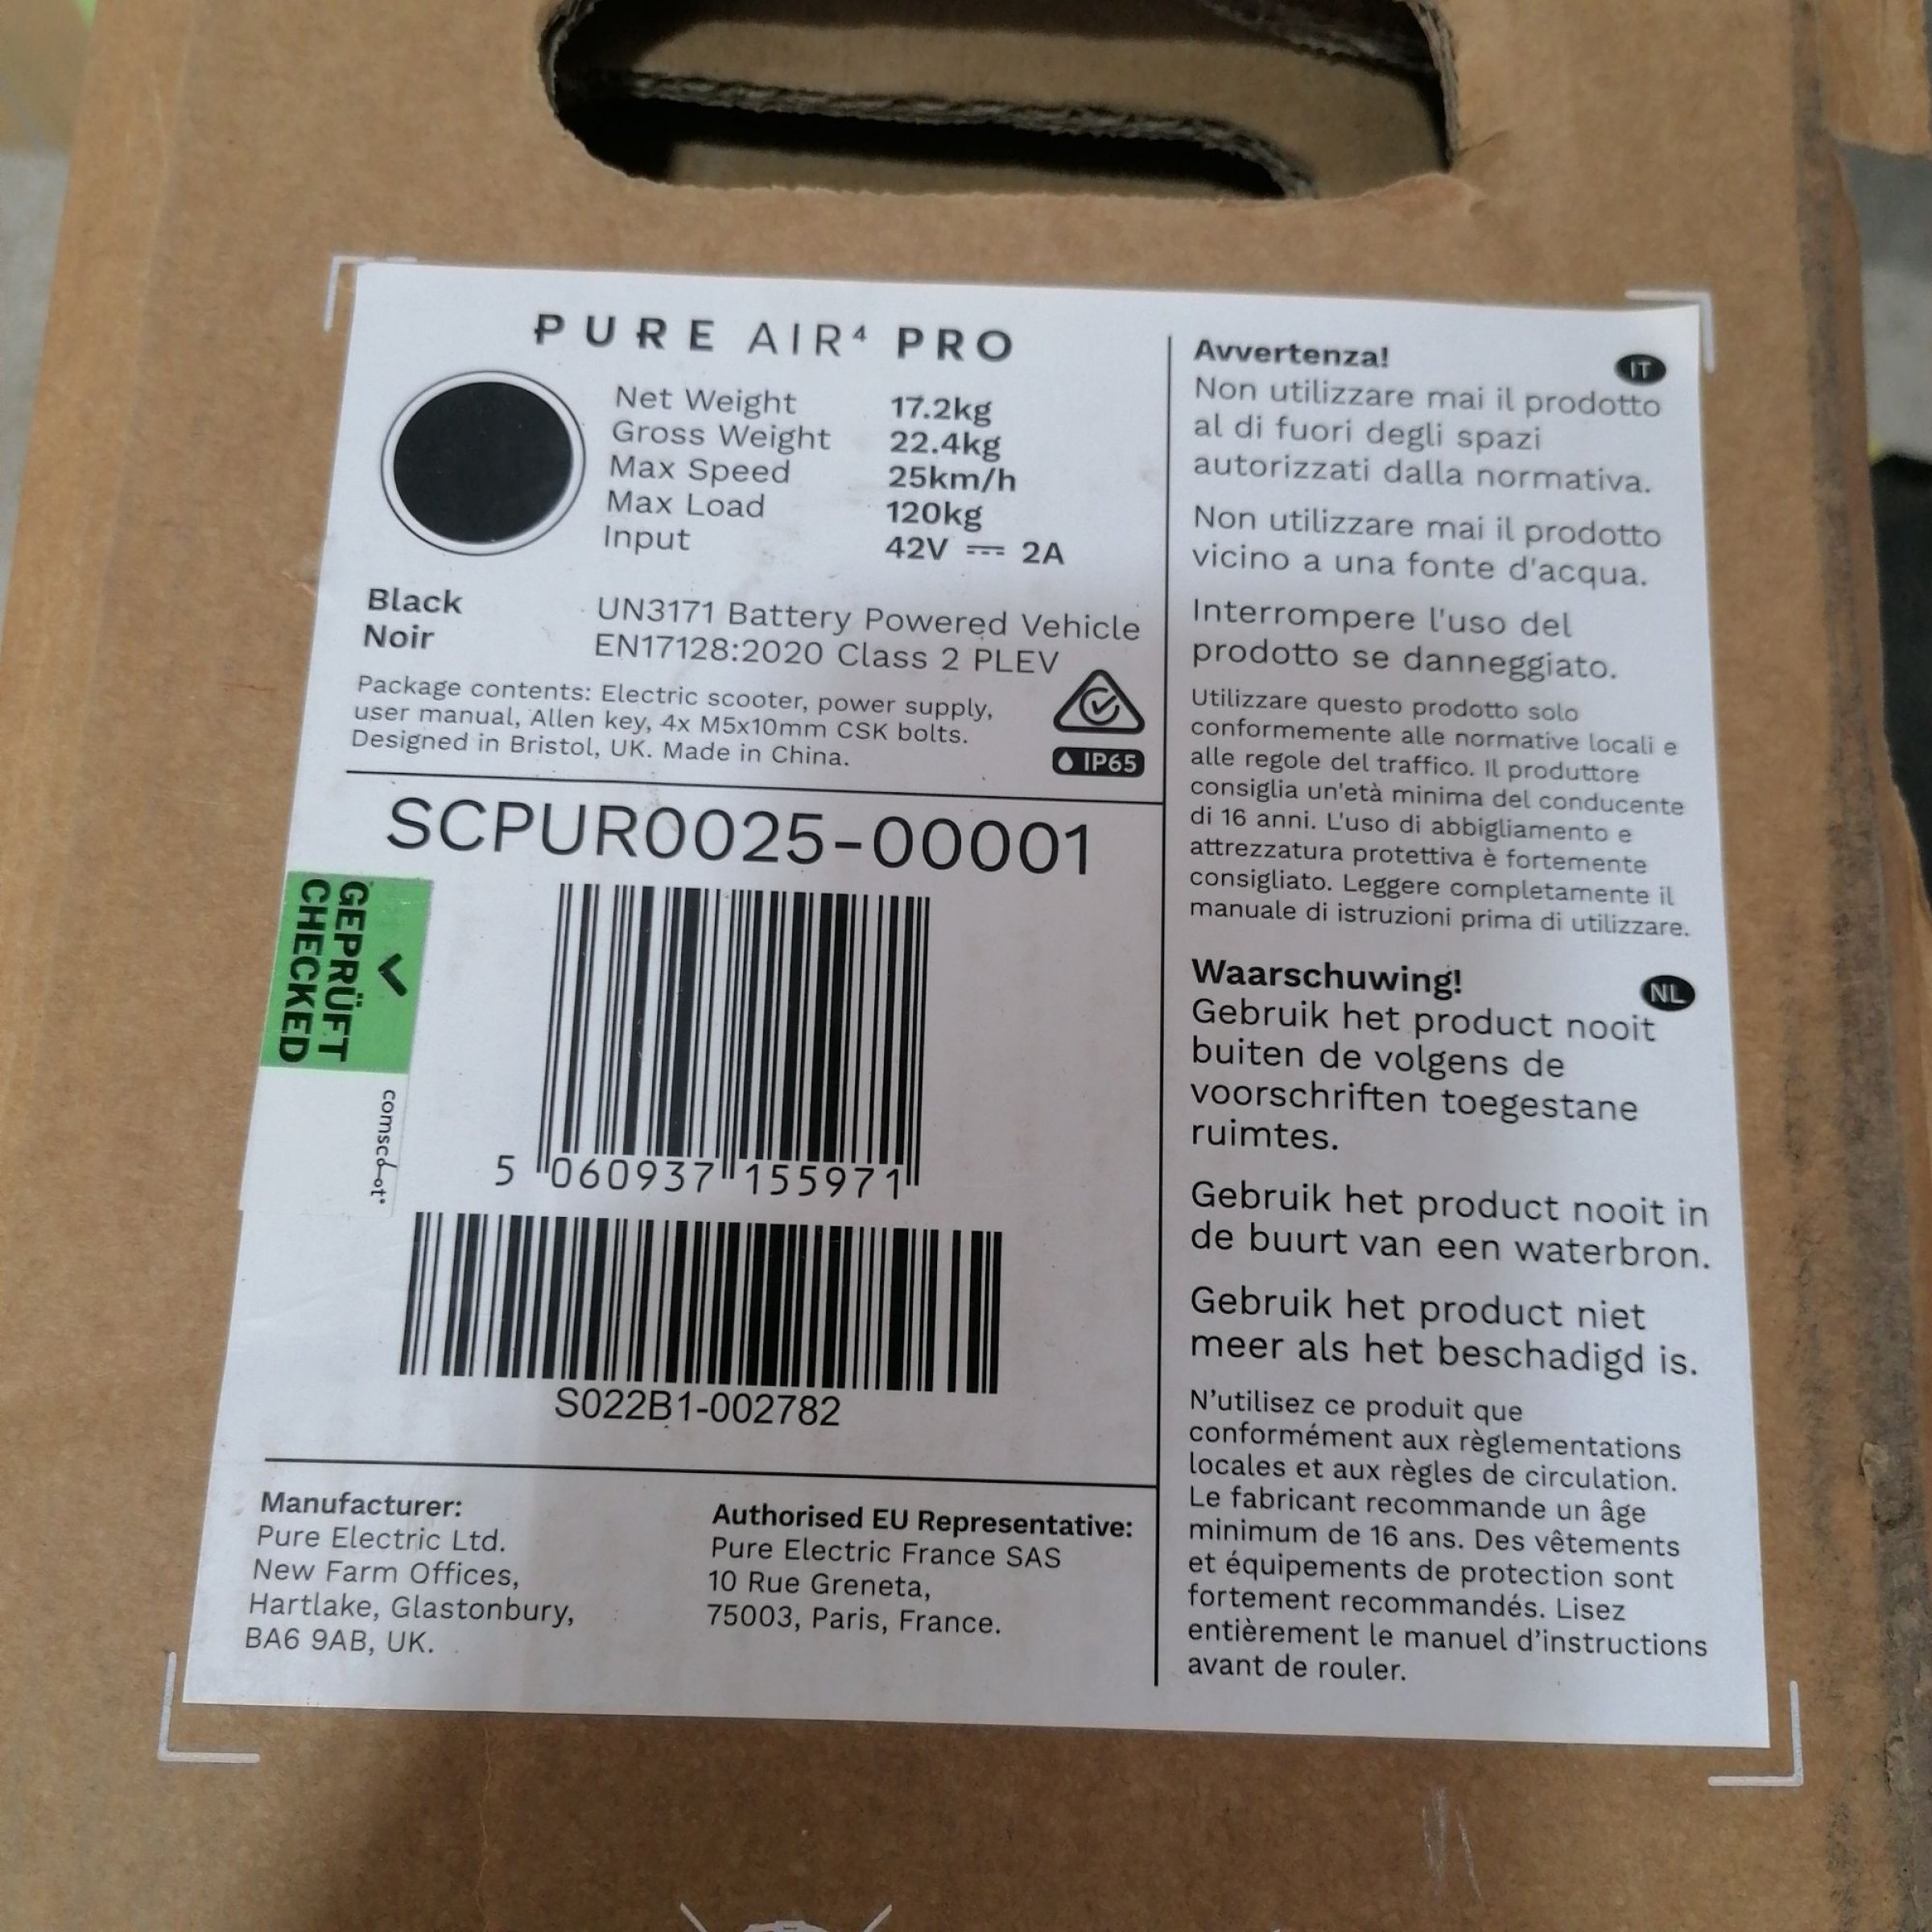 PURE AIR⁴ PRO
Net Weight 17.2kg
Gross Weight 22.4kg
Max Speed 25km/h
Max Load 120kg
Input 42V ⎓ 2A
Black
Noir
UN3171 Battery Powered Vehicle
EN17128:2020 Class 2 PLEV
Package contents: Electric scooter, power supply,
user manual, Allen key, 4x M5x10mm CSK bolts.
Designed in Bristol, UK. Made in China.
IP65
SCPUR0025-00001
GEPRÜFT
CHECKED
comscoot
5 060937 155971
S022B1-002782
Manufacturer:
Pure Electric Ltd.
New Farm Offices,
Hartlake, Glastonbury,
BA6 9AB, UK.
Authorised EU Representative:
Pure Electric France SAS
10 Rue Greneta,
75003, Paris, France.
Avvertenza!
IT
Non utilizzare mai il prodotto
al di fuori degli spazi
autorizzati dalla normativa.
Non utilizzare mai il prodotto
vicino a una fonte d'acqua.
Interrompere l'uso del
prodotto se danneggiato.
Utilizzare questo prodotto solo
conformemente alle normative locali e
alle regole del traffico. Il produttore
consiglia un'età minima del conducente
di 16 anni. L'uso di abbigliamento e
attrezzatura protettiva è fortemente
consigliato. Leggere completamente il
manuale di istruzioni prima di utilizzare.
Waarschuwing!
NL
Gebruik het product nooit
buiten de volgens de
voorschriften toegestane
ruimtes.
Gebruik het product nooit in
de buurt van een waterbron.
Gebruik het product niet
meer als het beschadigd is.
N'utilisez ce produit que
conformément aux règlementations
locales et aux règles de circulation.
Le fabricant recommande un âge
minimum de 16 ans. Des vêtements
et équipements de protection sont
fortement recommandés. Lisez
entièrement le manuel d'instructions
avant de rouler.